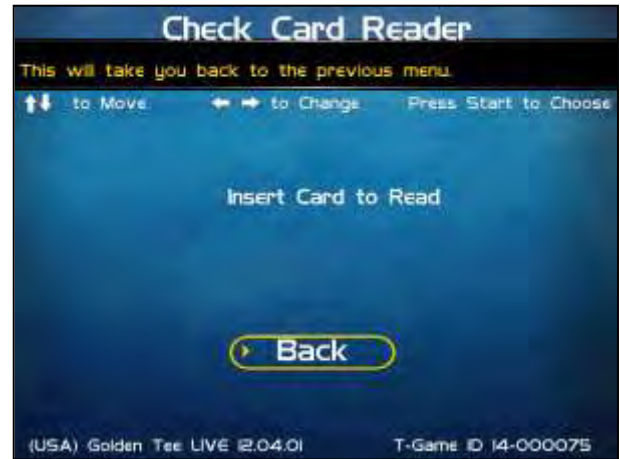 Check Card Reader
This will take you back to the previous menu.
to Move to Change Press Start to Choose
Insert Card to Read
Back
(USA) Golden Tee LIVE 12.04.01 T-Game ID 14-000075